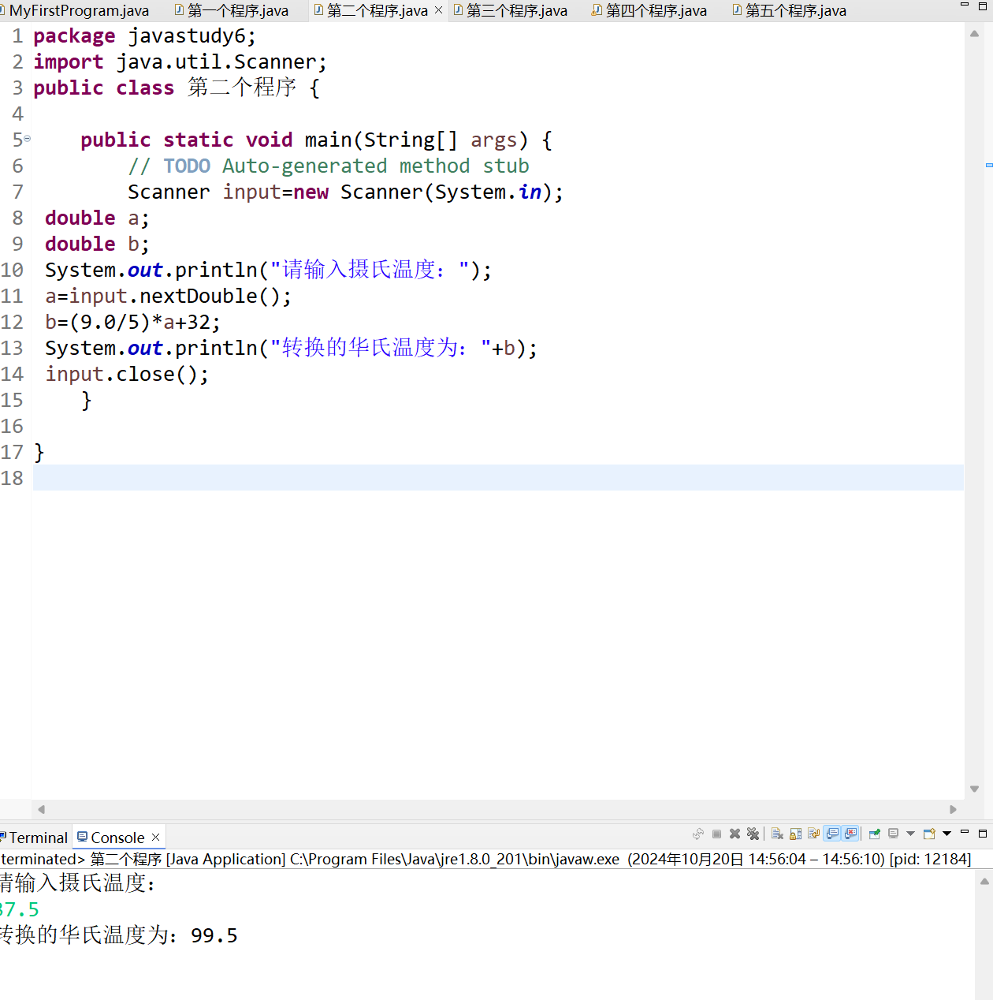 MyFirstProgram.java 第一个程序.java 第二个程序.java 第三个程序.java 第四个程序.java 第五个程序.java
1 package javastudy6;
2 import java.util.Scanner;
3 public class 第二个程序 {
4
5 public static void main(String[] args) {
6 // TODO Auto-generated method stub
7 Scanner input=new Scanner(System.in);
8 double a;
9 double b;
10 System.out.println("请输入摄氏温度：");
11 a=input.nextDouble();
12 b=(9.0/5)*a+32;
13 System.out.println("转换的华氏温度为："+b);
14 input.close();
15 }
16
17 }
18
Terminal Console
terminated> 第二个程序 [Java Application] C:\Program Files\Java\jre1.8.0_201\bin\javaw.exe (2024年10月20日 14:56:04 – 14:56:10) [pid: 12184]
请输入摄氏温度：
37.5
转换的华氏温度为：99.5